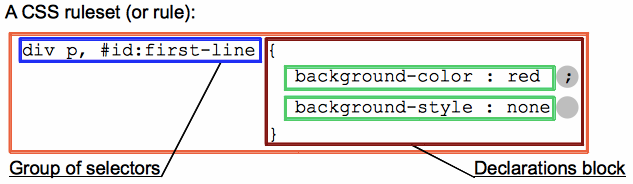 A CSS ruleset (or rule):
div p, #id:first-line {
background-color : red ;
background-style : none
}
Group of selectors Declarations block